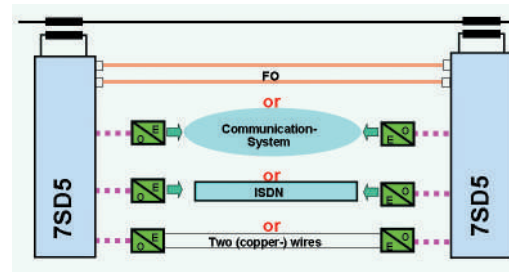 FO
or
Communication-
System
O E
E O
or
O E
ISDN
E O
or
O E
Two (copper-) wires
E O
7SD5
7SD5